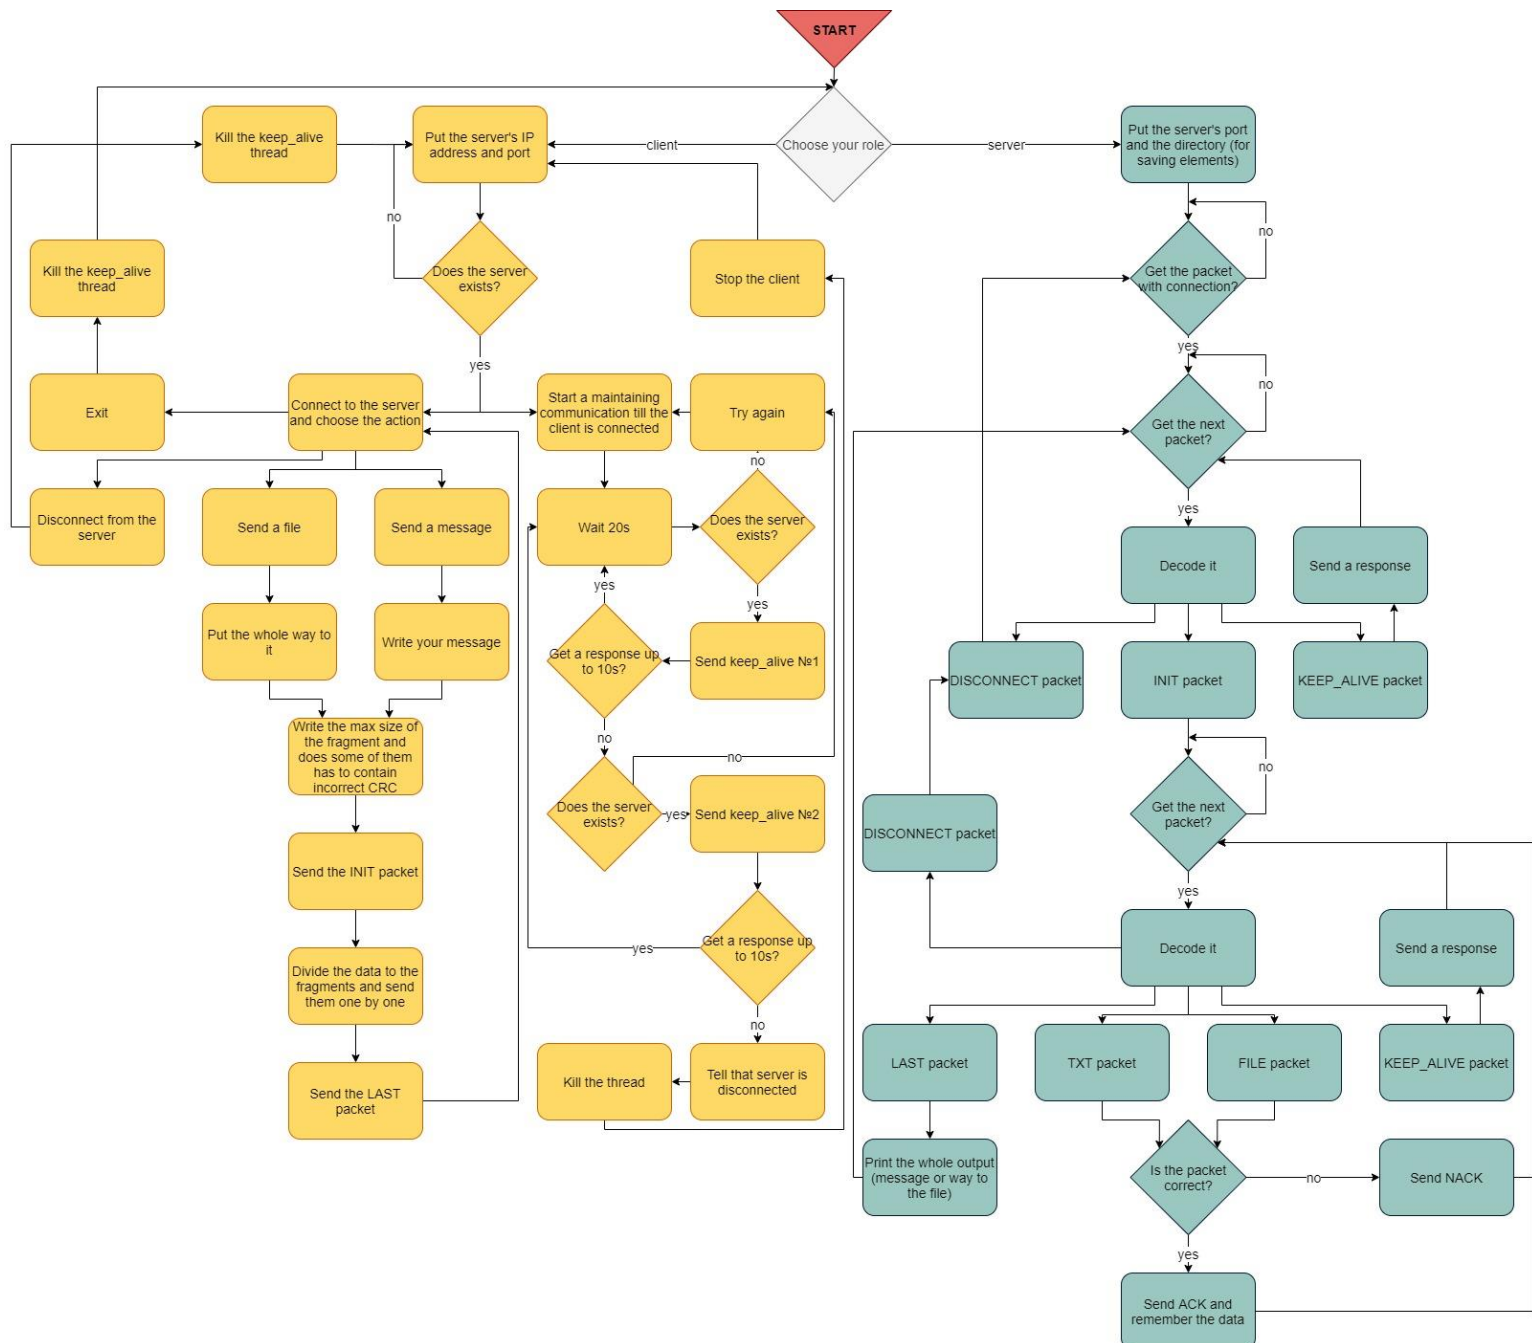 START
Choose your role
client
server
Kill the keep_alive
thread
Put the server's IP
address and port
Put the server's port
and the directory (for
saving elements)
no
no
Kill the keep_alive
thread
Does the server
exists?
Stop the client
Get the packet
with connection?
yes
yes
no
Exit
Connect to the server
and choose the action
Start a maintaining
communication till the
client is connected
Try again
Get the next
packet?
no
yes
Disconnect from the
server
Send a file
Send a message
Wait 20s
Does the server
exists?
Decode it
Send a response
yes
yes
Put the whole way to
it
Write your message
Get a response up
to 10s?
Send keep_alive №1
DISCONNECT packet
INIT packet
KEEP_ALIVE packet
no
Write the max size of
the fragment and
does some of them
has to contain
incorrect CRC
no
no
Does the server
exists?
yes
Send keep_alive №2
DISCONNECT packet
Get the next
packet?
Send the INIT packet
yes
Divide the data to the
fragments and send
them one by one
yes
Get a response up
to 10s?
Decode it
Send a response
no
Send the LAST
packet
Kill the thread
Tell that server is
disconnected
LAST packet
TXT packet
FILE packet
KEEP_ALIVE packet
Print the whole output
(message or way to
the file)
Is the packet
correct?
no
Send NACK
yes
Send ACK and
remember the data